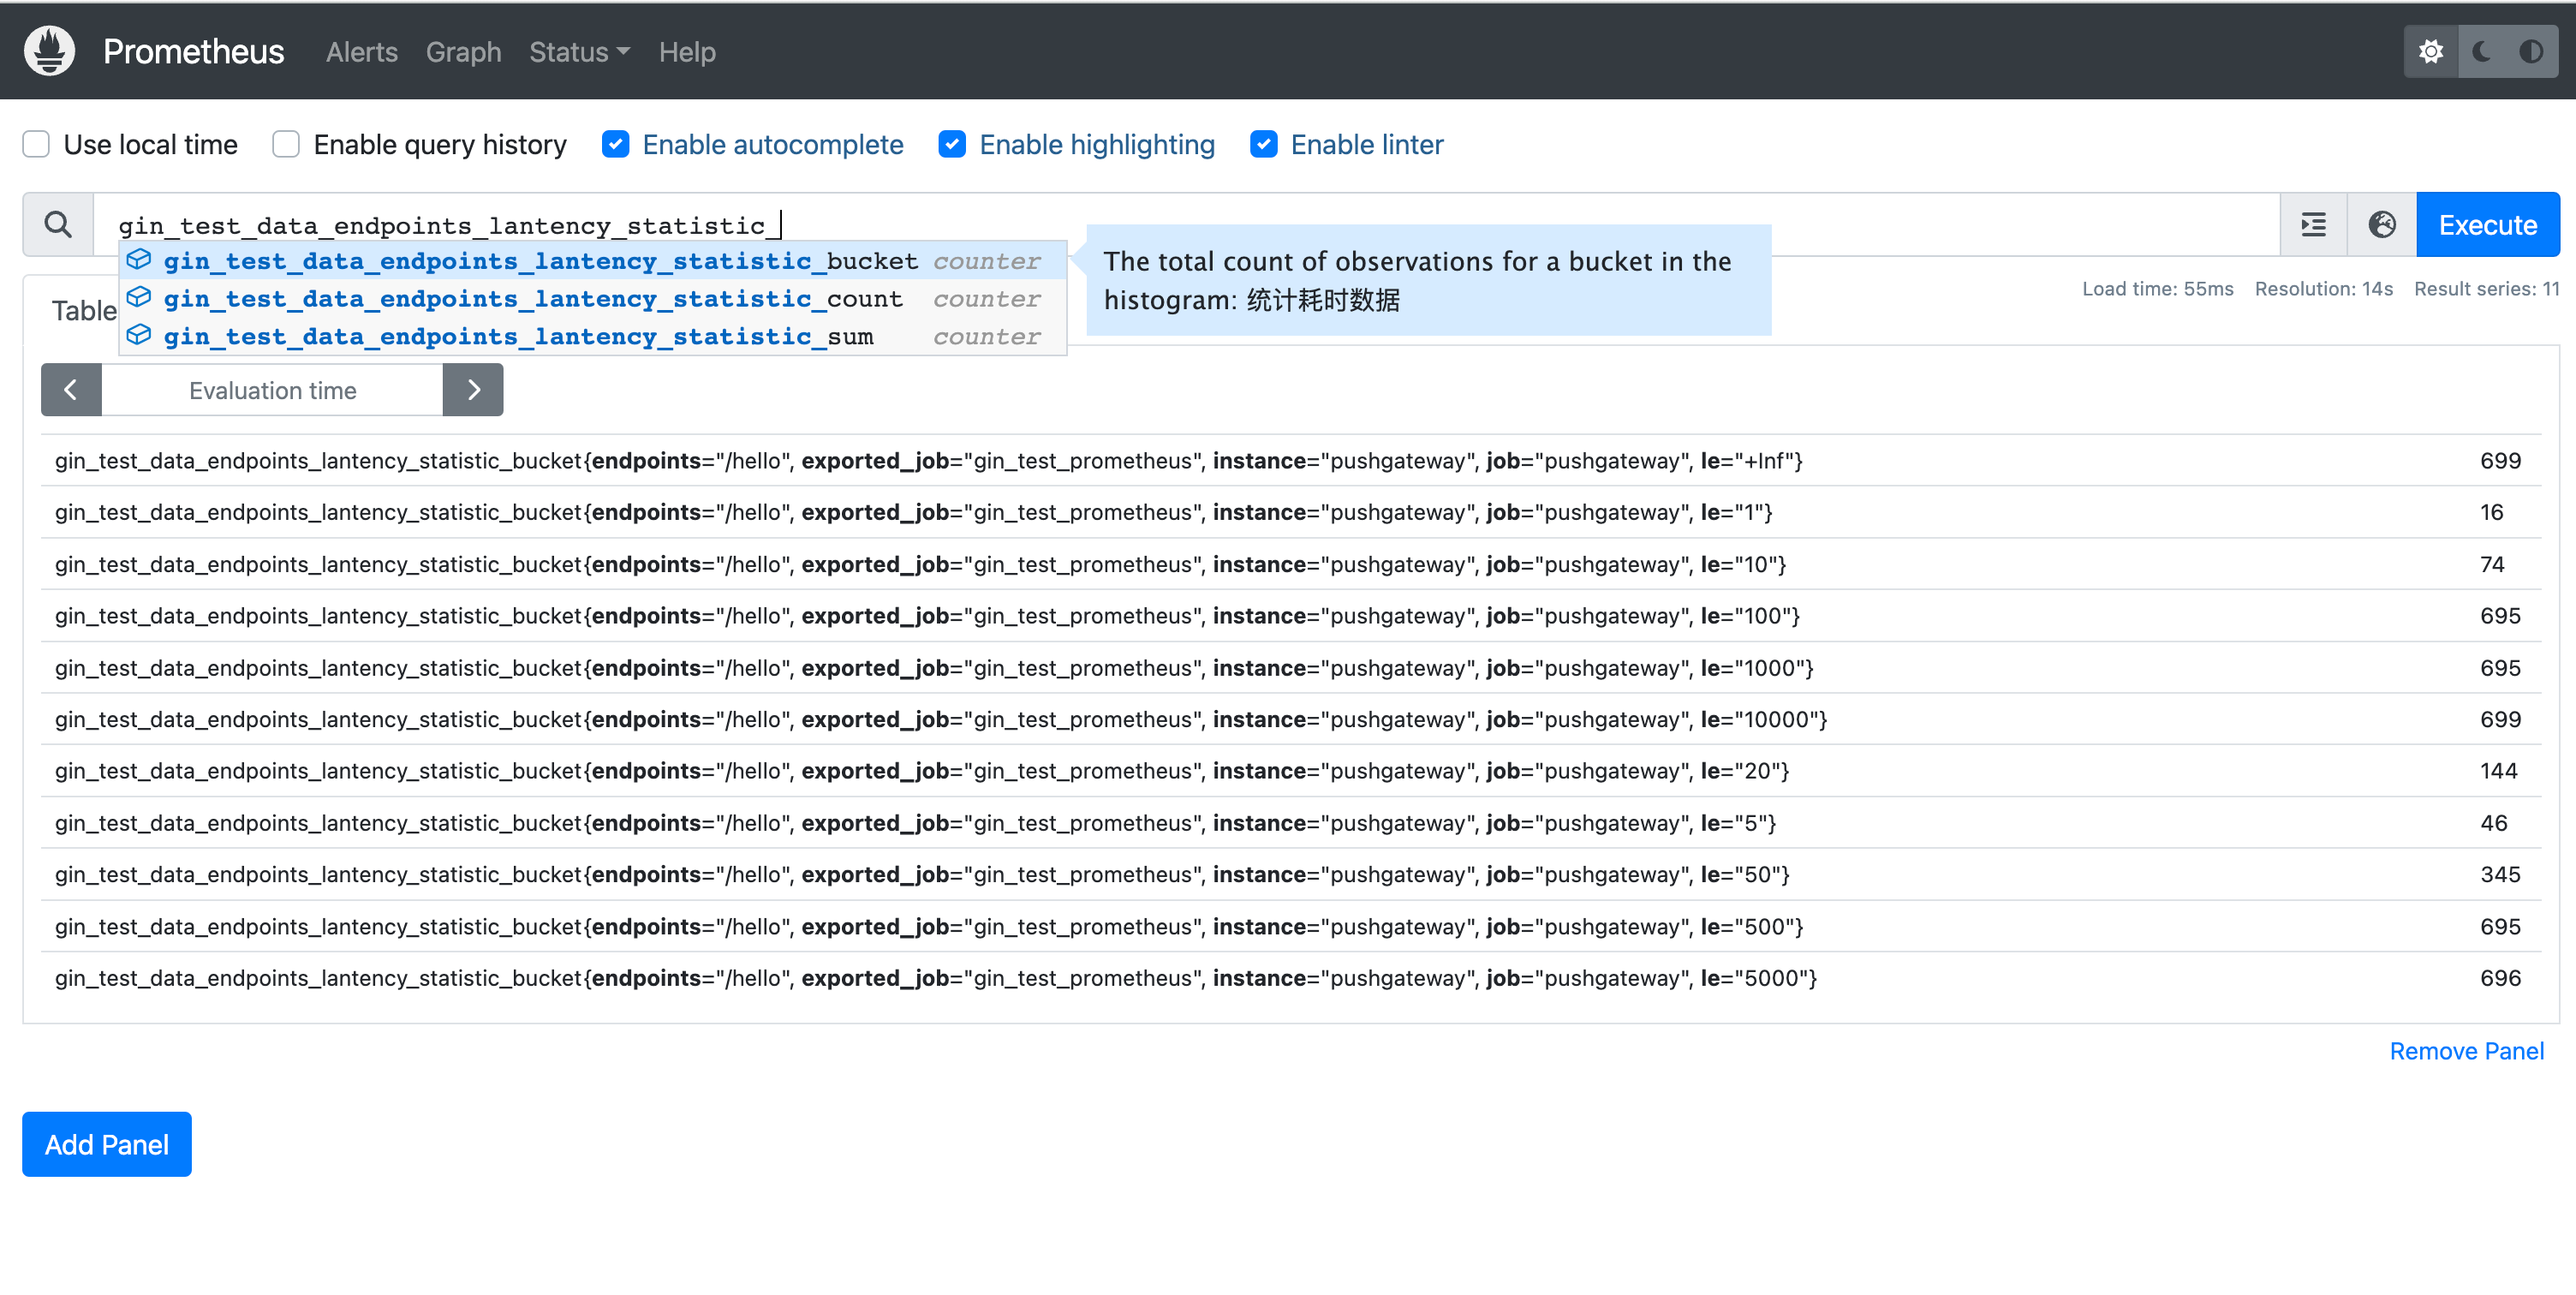 Prometheus Alerts Graph Status Help
Use local time Enable query history Enable autocomplete Enable highlighting Enable linter
gin_test_data_endpoints_lantency_statistic_ Execute
gin_test_data_endpoints_lantency_statistic_bucket counter
gin_test_data_endpoints_lantency_statistic_count counter
gin_test_data_endpoints_lantency_statistic_sum counter
The total count of observations for a bucket in the
histogram: 统计耗时数据
Table
Load time: 55ms Resolution: 14s Result series: 11
Evaluation time
gin_test_data_endpoints_lantency_statistic_bucket{endpoints="/hello", exported_job="gin_test_prometheus", instance="pushgateway", job="pushgateway", le="+Inf"} 699
gin_test_data_endpoints_lantency_statistic_bucket{endpoints="/hello", exported_job="gin_test_prometheus", instance="pushgateway", job="pushgateway", le="1"} 16
gin_test_data_endpoints_lantency_statistic_bucket{endpoints="/hello", exported_job="gin_test_prometheus", instance="pushgateway", job="pushgateway", le="10"} 74
gin_test_data_endpoints_lantency_statistic_bucket{endpoints="/hello", exported_job="gin_test_prometheus", instance="pushgateway", job="pushgateway", le="100"} 695
gin_test_data_endpoints_lantency_statistic_bucket{endpoints="/hello", exported_job="gin_test_prometheus", instance="pushgateway", job="pushgateway", le="1000"} 695
gin_test_data_endpoints_lantency_statistic_bucket{endpoints="/hello", exported_job="gin_test_prometheus", instance="pushgateway", job="pushgateway", le="10000"} 699
gin_test_data_endpoints_lantency_statistic_bucket{endpoints="/hello", exported_job="gin_test_prometheus", instance="pushgateway", job="pushgateway", le="20"} 144
gin_test_data_endpoints_lantency_statistic_bucket{endpoints="/hello", exported_job="gin_test_prometheus", instance="pushgateway", job="pushgateway", le="5"} 46
gin_test_data_endpoints_lantency_statistic_bucket{endpoints="/hello", exported_job="gin_test_prometheus", instance="pushgateway", job="pushgateway", le="50"} 345
gin_test_data_endpoints_lantency_statistic_bucket{endpoints="/hello", exported_job="gin_test_prometheus", instance="pushgateway", job="pushgateway", le="500"} 695
gin_test_data_endpoints_lantency_statistic_bucket{endpoints="/hello", exported_job="gin_test_prometheus", instance="pushgateway", job="pushgateway", le="5000"} 696
Remove Panel
Add Panel